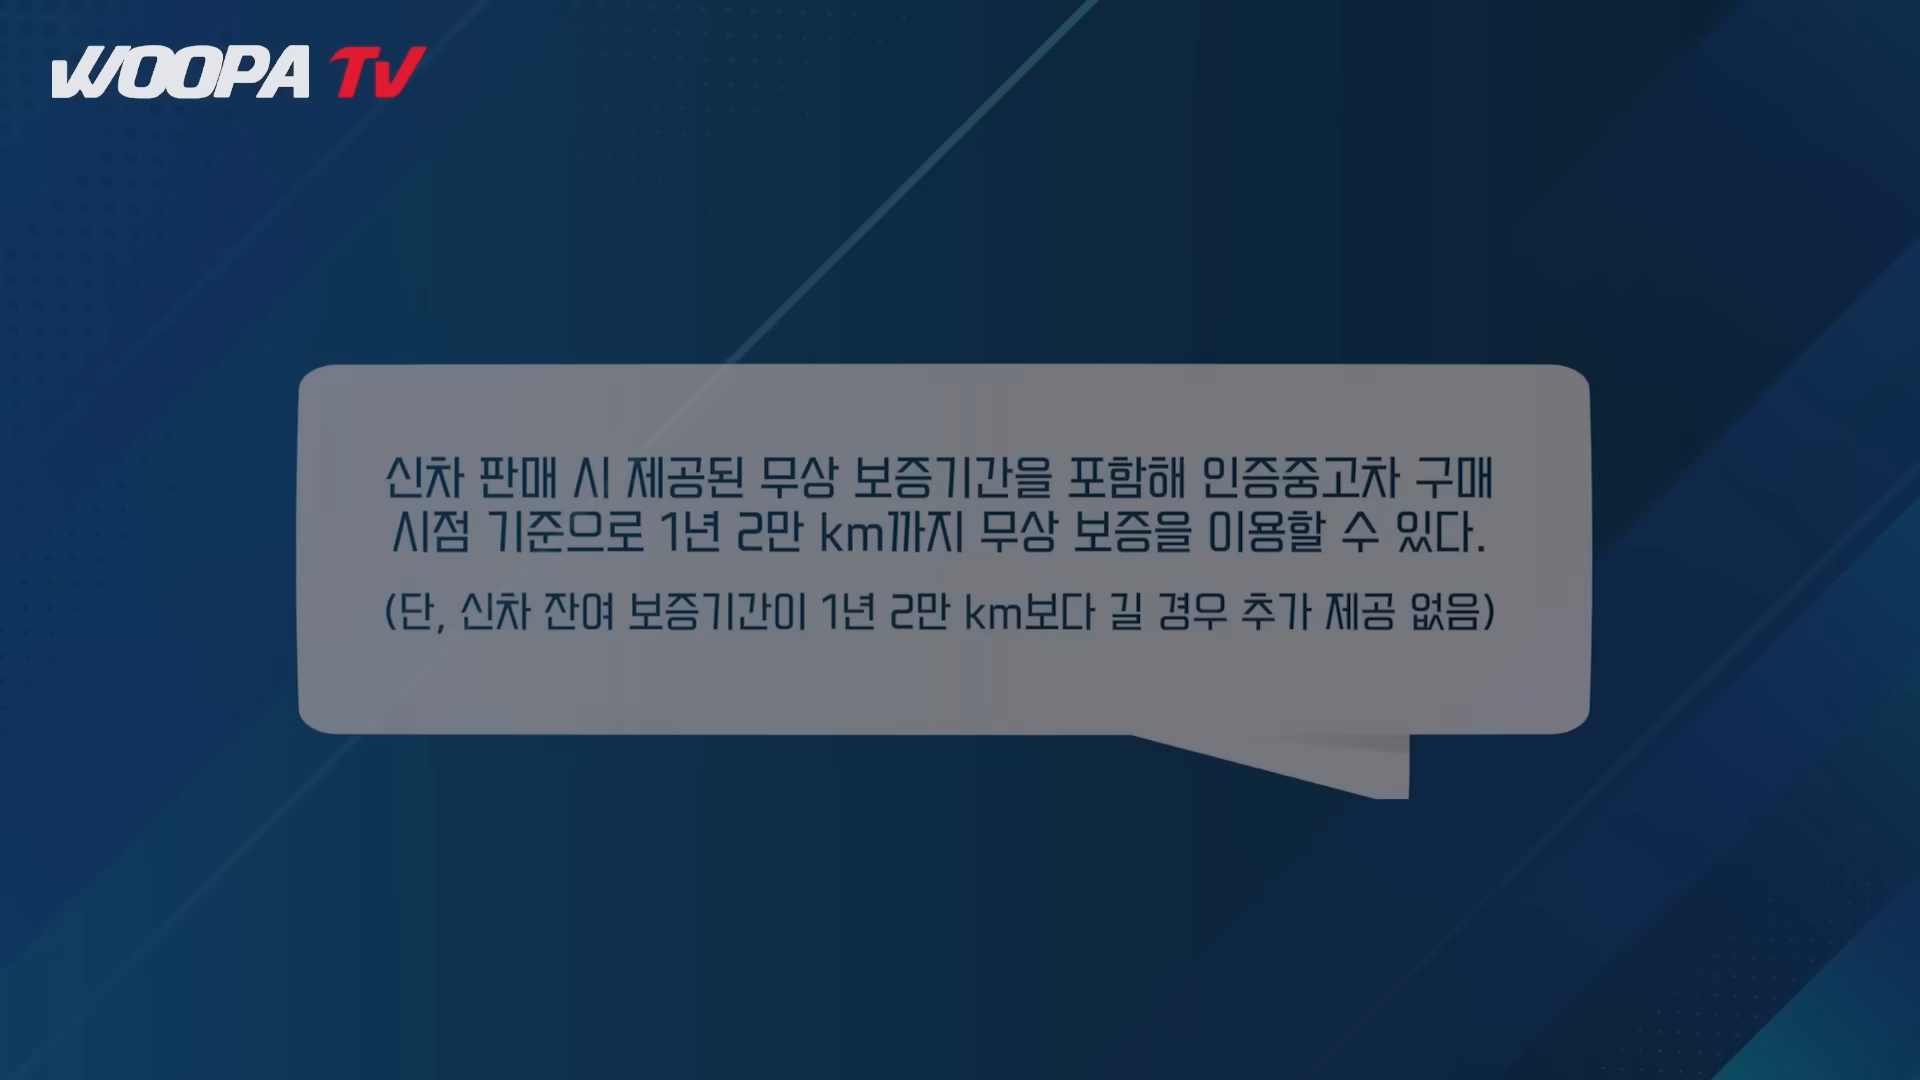 WOOPA TV
신차 판매 시 제공된 무상 보증기간을 포함해 인증중고차 구매
시점 기준으로 1년 2만 km까지 무상 보증을 이용할 수 있다.
(단, 신차 잔여 보증기간이 1년 2만 km보다 길 경우 추가 제공 없음)